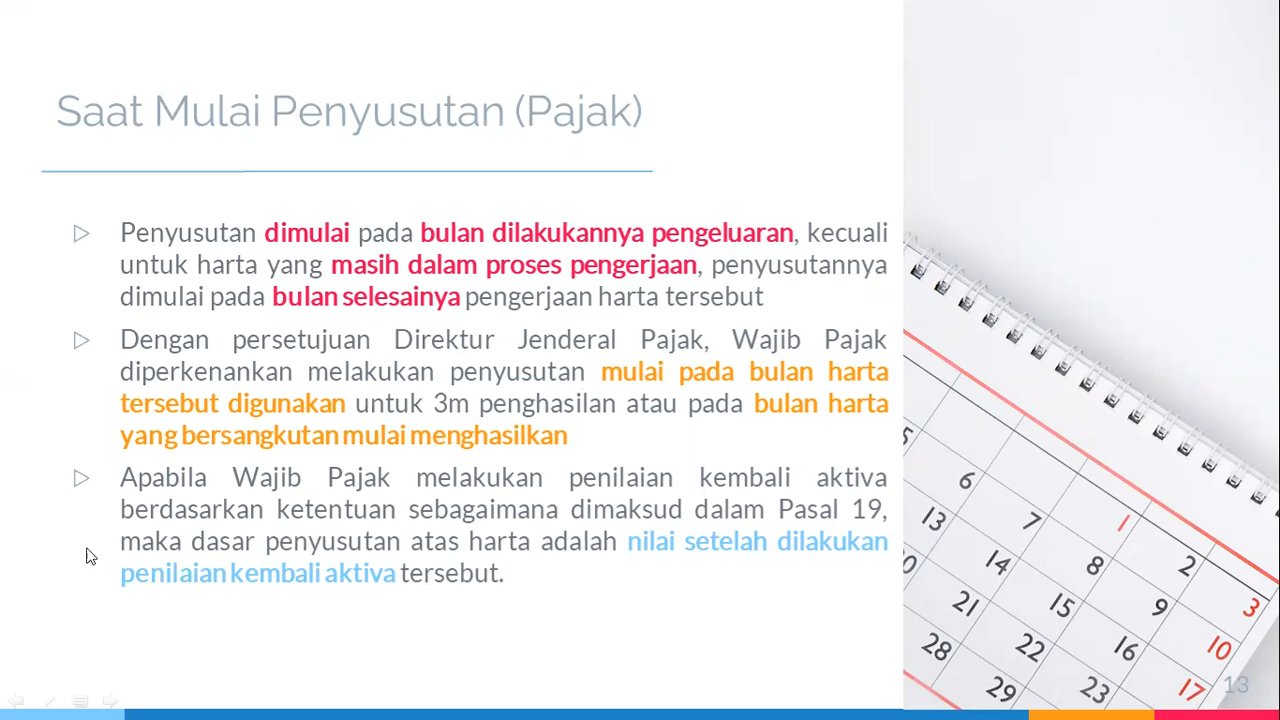 Saat Mulai Penyusutan (Pajak)
Penyusutan dimulai pada bulan dilakukannya pengeluaran, kecuali
untuk harta yang masih dalam proses pengerjaan, penyusutannya
dimulai pada bulan selesainya pengerjaan harta tersebut
Dengan persetujuan Direktur Jenderal Pajak, Wajib Pajak
diperkenankan melakukan penyusutan mulai pada bulan harta
tersebut digunakan untuk 3m penghasilan atau pada bulan harta
yang bersangkutan mulai menghasilkan
Apabila Wajib Pajak melakukan penilaian kembali aktiva
berdasarkan ketentuan sebagaimana dimaksud dalam Pasal 19,
maka dasar penyusutan atas harta adalah nilai setelah dilakukan
penilaian kembali aktiva tersebut.
1 2 3
6 7 8 9 10
13 14 15 16 17
21 22 23
28 29
13